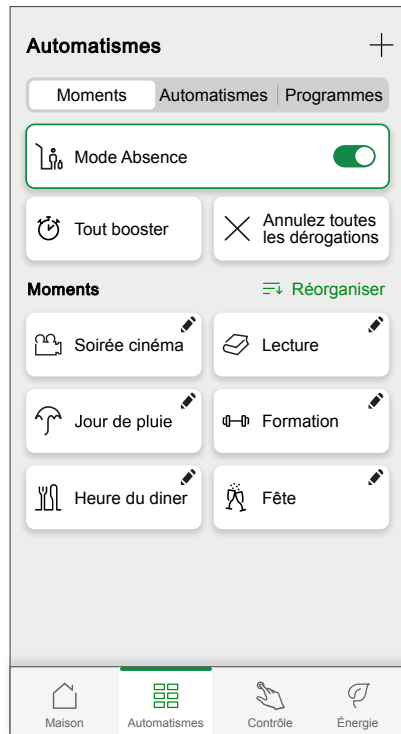 Automatismes
Moments Automatismes Programmes
Mode Absence
Tout booster
Annulez toutes
les dérogations
Moments
Réorganiser
Soirée cinéma
Lecture
Jour de pluie
Formation
Heure du diner
Fête
Maison
Automatismes
Contrôle
Énergie